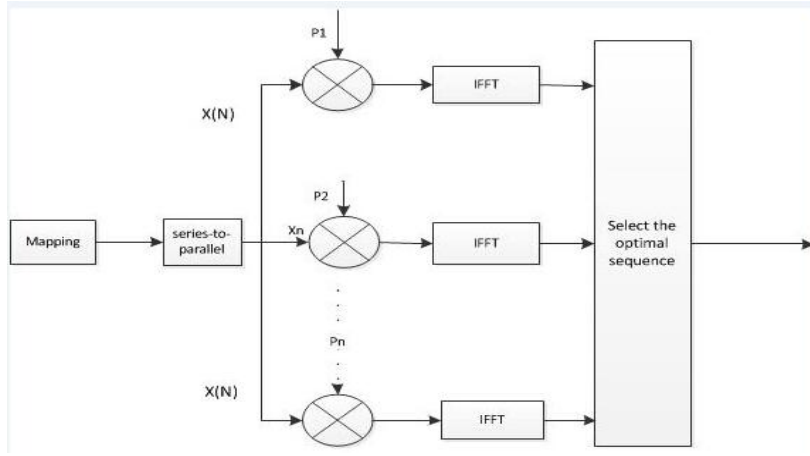 P1
IFFT
X(N)
P2
Mapping
series-to-
parallel
Xn
IFFT
Select the
optimal
sequence
Pn
X(N)
IFFT